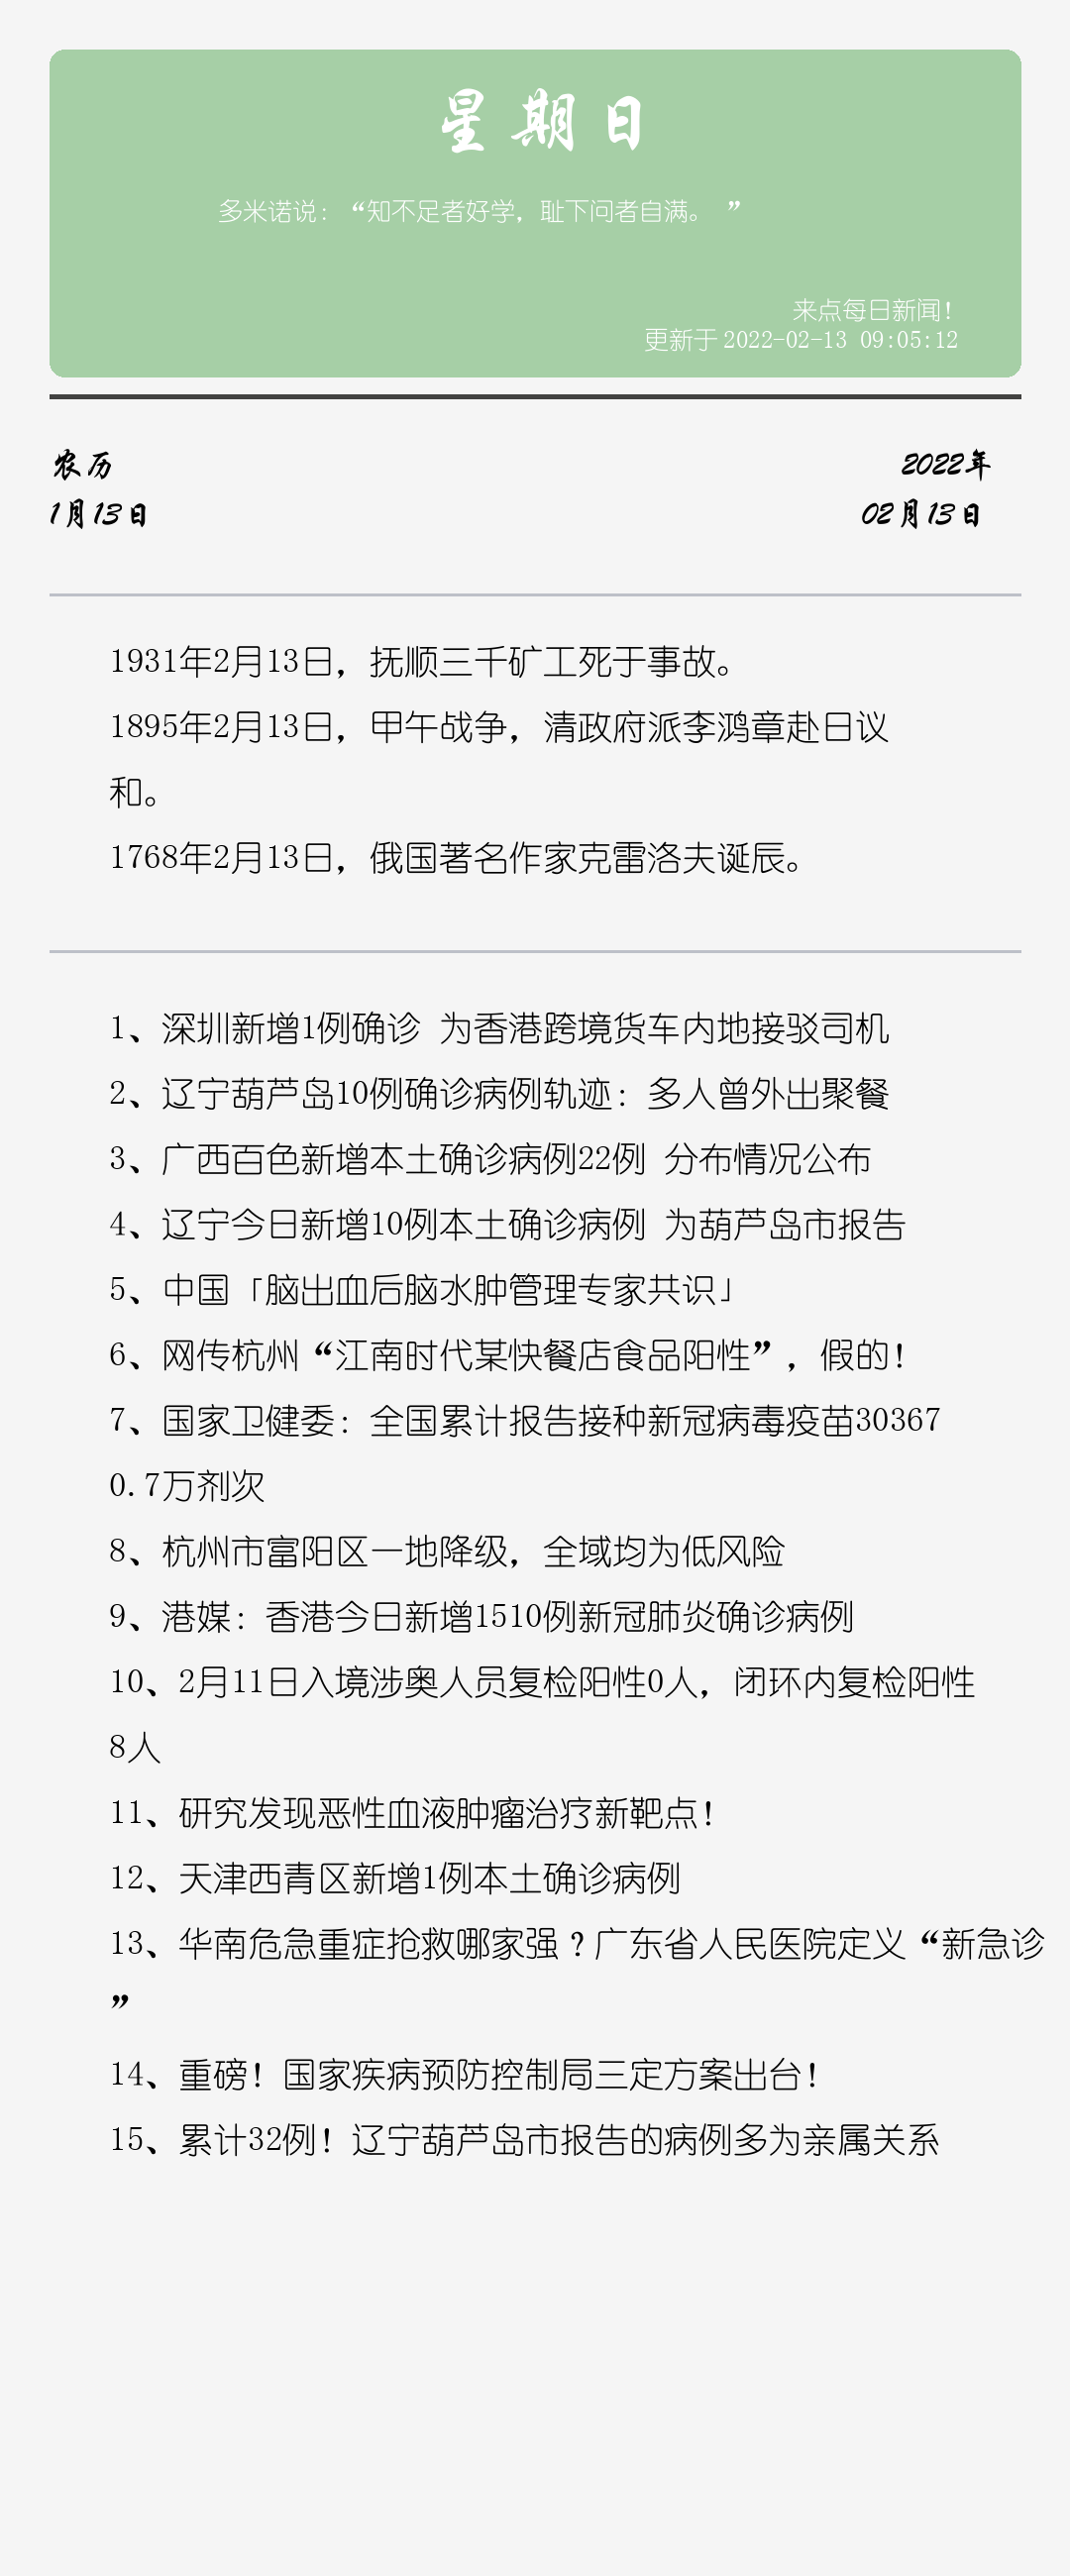 星期日
多米诺说：“知不足者好学，耻下问者自满。 ”
来点每日新闻！
更新于2022-02-13 09:05:12
农历
2022年
1月13日
02月13日
1931年2月13日，抚顺三千矿工死于事故。
1895年2月13日，甲午战争，清政府派李鸿章赴日议
和。
1768年2月13日，俄国著名作家克雷洛夫诞辰。
1、深圳新增1例确诊 为香港跨境货车内地接驳司机
2、辽宁葫芦岛10例确诊病例轨迹：多人曾外出聚餐
3、广西百色新增本土确诊病例22例 分布情况公布
4、辽宁今日新增10例本土确诊病例 为葫芦岛市报告
5、中国「脑出血后脑水肿管理专家共识」
6、网传杭州“江南时代某快餐店食品阳性”，假的！
7、国家卫健委：全国累计报告接种新冠病毒疫苗30367
0.7万剂次
8、杭州市富阳区一地降级，全域均为低风险
9、港媒：香港今日新增1510例新冠肺炎确诊病例
10、2月11日入境涉奥人员复检阳性0人，闭环内复检阳性
8人
11、研究发现恶性血液肿瘤治疗新靶点！
12、天津西青区新增1例本土确诊病例
13、华南危急重症抢救哪家强？广东省人民医院定义“新急诊
”
14、重磅！国家疾病预防控制局三定方案出台！
15、累计32例！辽宁葫芦岛市报告的病例多为亲属关系